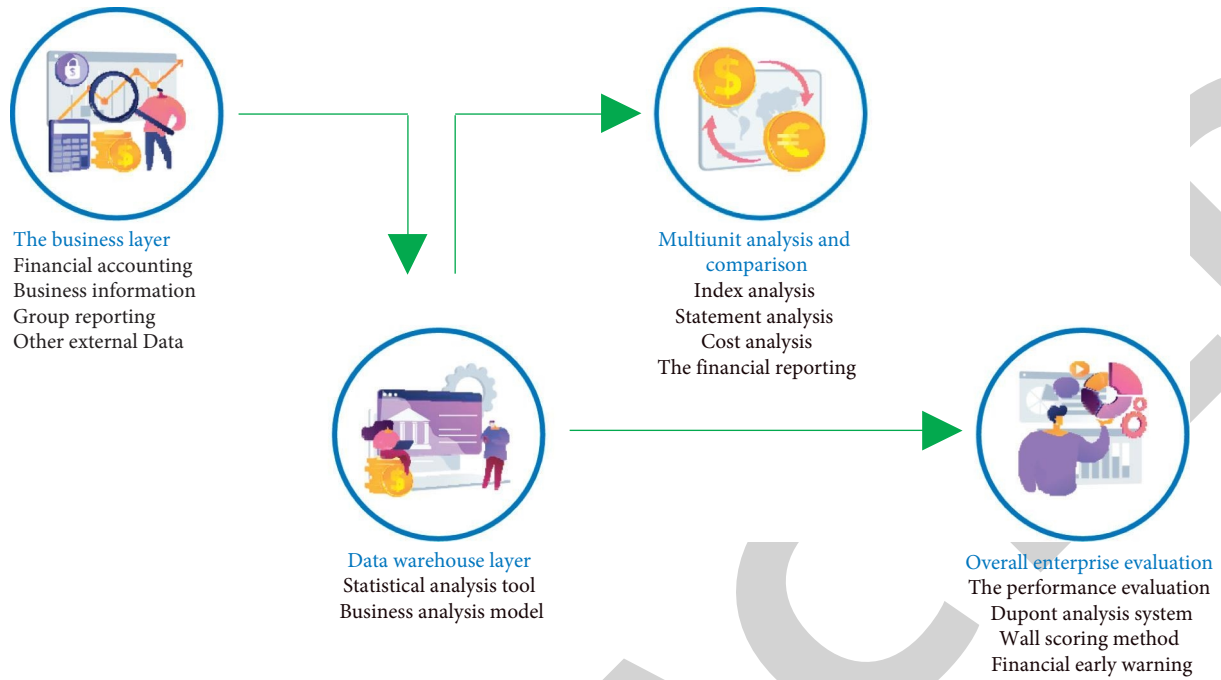 The business layer
Financial accounting
Business information
Group reporting
Other external Data
Multiunit analysis and
comparison
Index analysis
Statement analysis
Cost analysis
The financial reporting
Data warehouse layer
Statistical analysis tool
Business analysis model
Overall enterprise evaluation
The performance evaluation
Dupont analysis system
Wall scoring method
Financial early warning